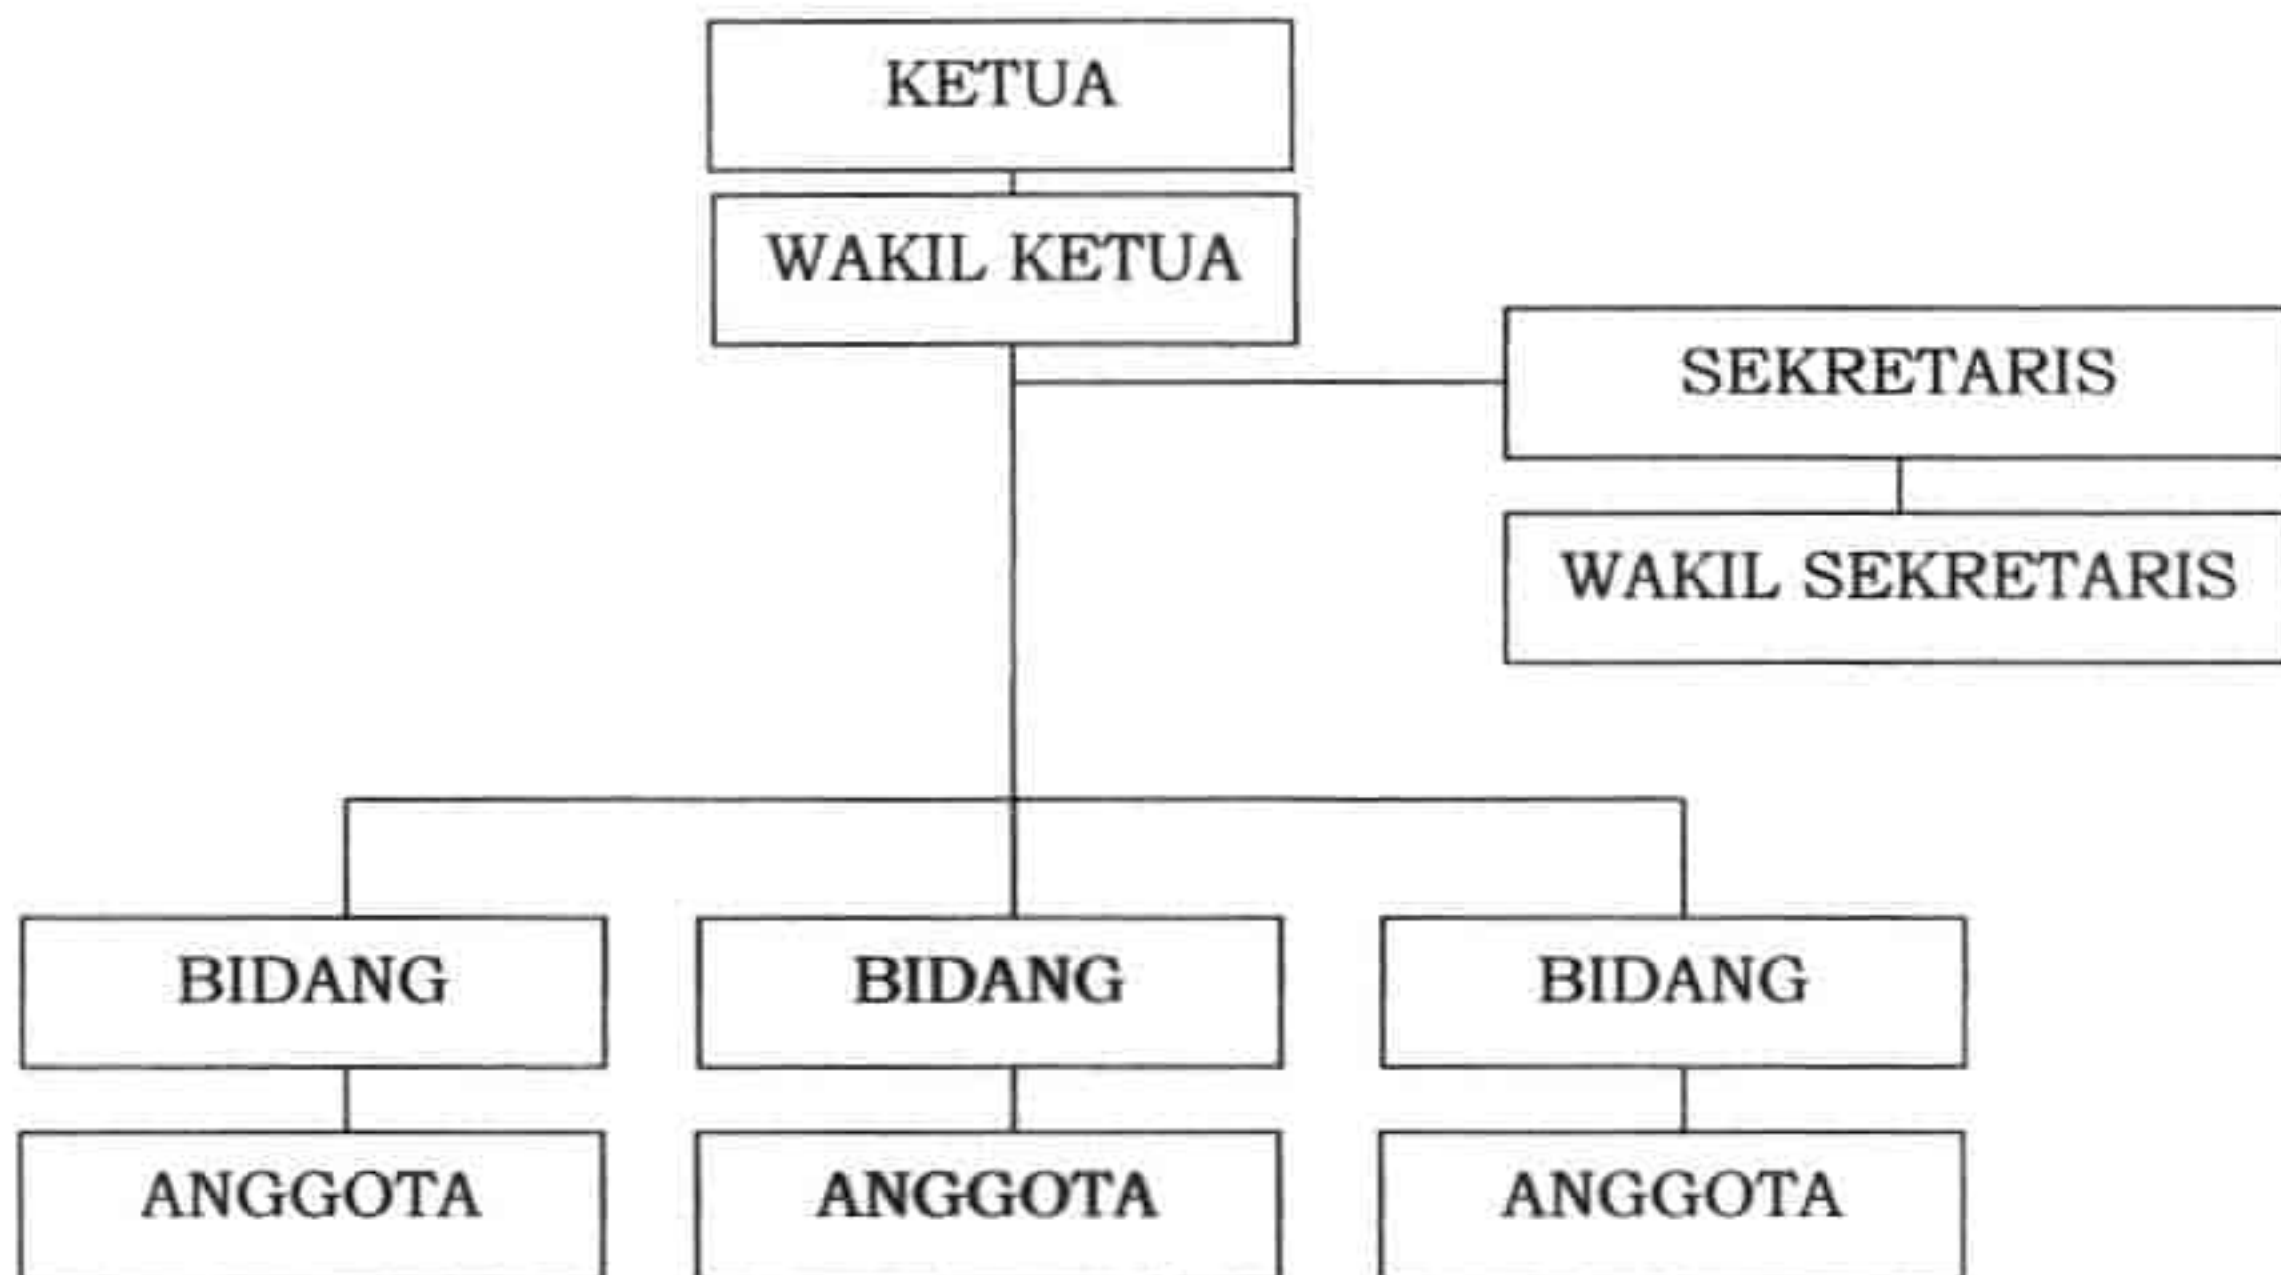 KETUA
WAKIL KETUA
SEKRETARIS
WAKIL SEKRETARIS
BIDANG
BIDANG
BIDANG
ANGGOTA
ANGGOTA
ANGGOTA